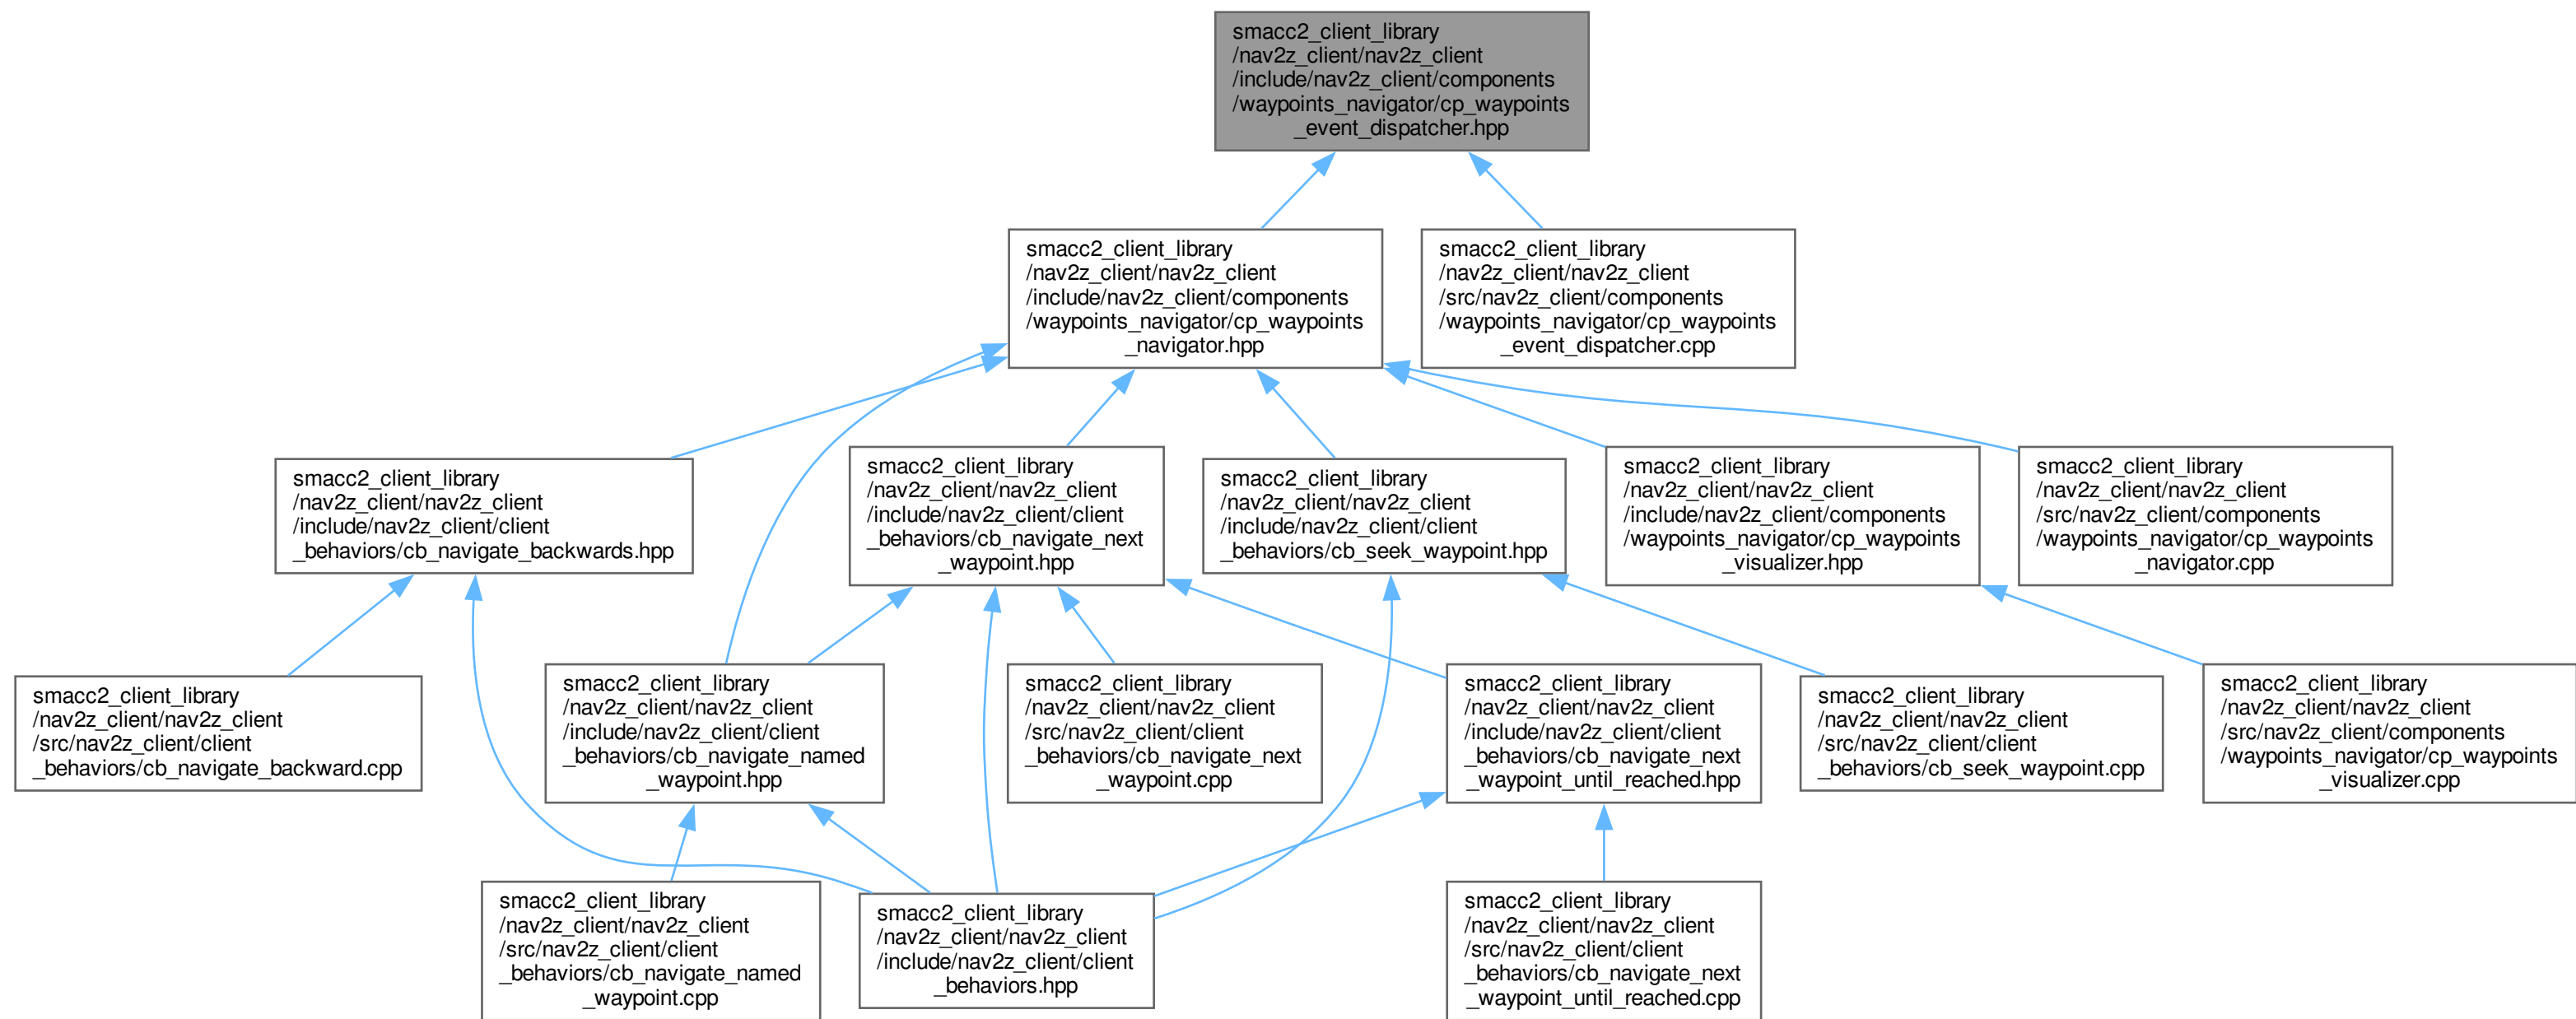 smacc2_client_library
/nav2z_client/nav2z_client
/include/nav2z_client/components
/waypoints_navigator/cp_waypoints
_event_dispatcher.hpp
smacc2_client_library
/nav2z_client/nav2z_client
/include/nav2z_client/components
/waypoints_navigator/cp_waypoints
_navigator.hpp
smacc2_client_library
/nav2z_client/nav2z_client
/src/nav2z_client/components
/waypoints_navigator/cp_waypoints
_event_dispatcher.cpp
smacc2_client_library
/nav2z_client/nav2z_client
/include/nav2z_client/client
_behaviors/cb_navigate_backwards.hpp
smacc2_client_library
/nav2z_client/nav2z_client
/include/nav2z_client/client
_behaviors/cb_navigate_next
_waypoint.hpp
smacc2_client_library
/nav2z_client/nav2z_client
/include/nav2z_client/client
_behaviors/cb_seek_waypoint.hpp
smacc2_client_library
/nav2z_client/nav2z_client
/include/nav2z_client/components
/waypoints_navigator/cp_waypoints
_visualizer.hpp
smacc2_client_library
/nav2z_client/nav2z_client
/src/nav2z_client/components
/waypoints_navigator/cp_waypoints
_navigator.cpp
smacc2_client_library
/nav2z_client/nav2z_client
/src/nav2z_client/client
_behaviors/cb_navigate_backward.cpp
smacc2_client_library
/nav2z_client/nav2z_client
/include/nav2z_client/client
_behaviors/cb_navigate_named
_waypoint.hpp
smacc2_client_library
/nav2z_client/nav2z_client
/src/nav2z_client/client
_behaviors/cb_navigate_next
_waypoint.cpp
smacc2_client_library
/nav2z_client/nav2z_client
/include/nav2z_client/client
_behaviors/cb_navigate_next
_waypoint_until_reached.hpp
smacc2_client_library
/nav2z_client/nav2z_client
/src/nav2z_client/client
_behaviors/cb_seek_waypoint.cpp
smacc2_client_library
/nav2z_client/nav2z_client
/src/nav2z_client/components
/waypoints_navigator/cp_waypoints
_visualizer.cpp
smacc2_client_library
/nav2z_client/nav2z_client
/src/nav2z_client/client
_behaviors/cb_navigate_named
_waypoint.cpp
smacc2_client_library
/nav2z_client/nav2z_client
/include/nav2z_client/client
_behaviors.hpp
smacc2_client_library
/nav2z_client/nav2z_client
/src/nav2z_client/client
_behaviors/cb_navigate_next
_waypoint_until_reached.cpp